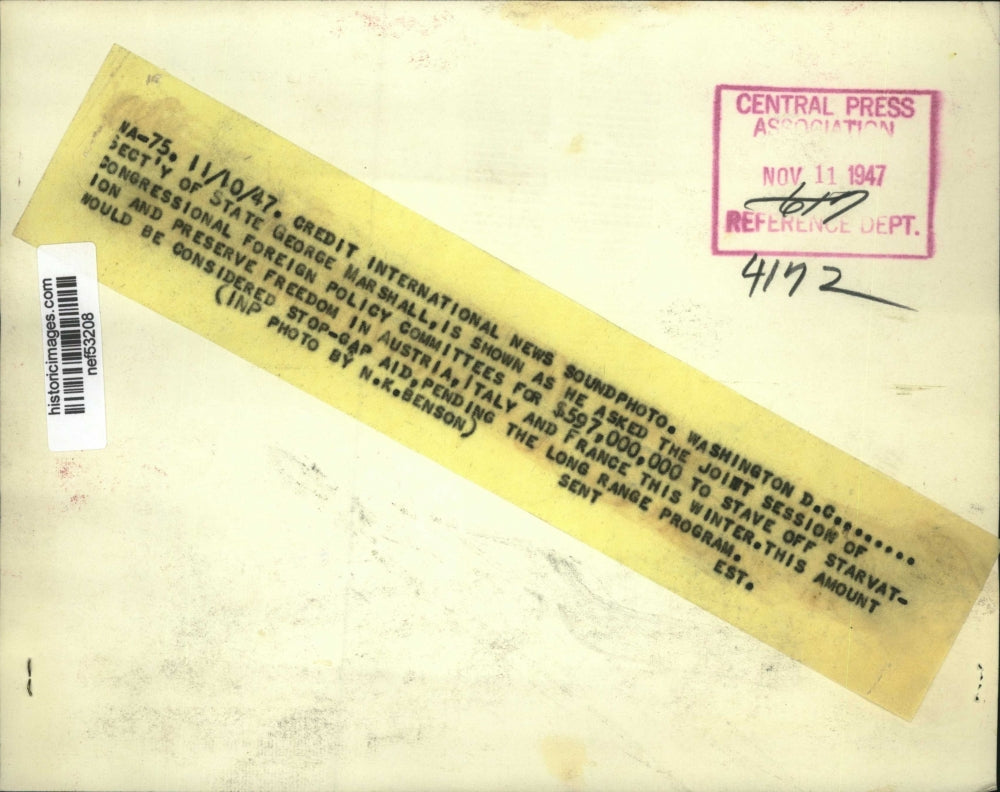 WA-75. 11/10/47. CREDIT INTERNATIONAL NEWS SOUNDPHOTO. WASHINGTON D.C........
SECT'Y OF STATE GEORGE MARSHALL,IS SHOWN AS HE ASKED THE JOINT SESSION OF
CONGRESSIONAL FOREIGN POLICY COMMITTEES FOR $597,000,000 TO STAVE OFF STARVAT-
ION AND PRESERVE FREEDOM IN AUSTRIA,ITALY AND FRANCE THIS WINTER.THIS AMOUNT
WOULD BE CONSIDERED STOP-GAP AID,PENDING THE LONG RANGE PROGRAM.
(INP PHOTO BY N.K.BENSON) SENT EST.
CENTRAL PRESS
ASSOCIATION
NOV 11 1947
REFERENCE DEPT.
4172
historicimages.com
nef53208